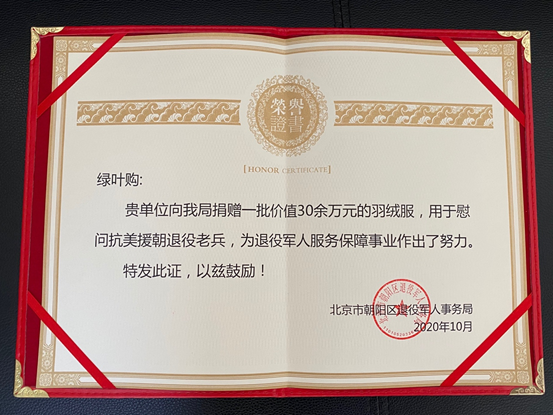 榮譽
證書
[ HONOR CERTIFICATE ]
绿叶购:
贵单位向我局捐赠一批价值30余万元的羽绒服，用于慰
问抗美援朝退役老兵，为退役军人服务保障事业作出了努力。
特发此证，以兹鼓励！
北京市朝阳区退役军人事务局
2020年10月